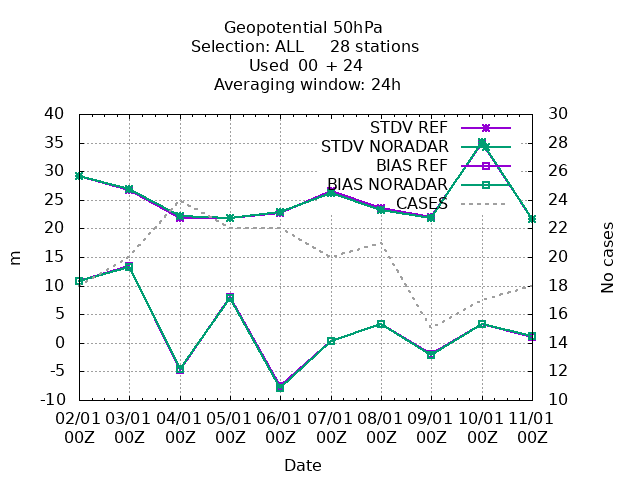 Geopotential 50hPa
Selection: ALL 28 stations
Used 00 + 24
Averaging window: 24h
40 30
STDV REF
35 28
STDV NORADAR
30 26
BIAS REF
BIAS NORADAR
25 24
CASES
20 22
15 20
10 18
5 16
0 14
-5 12
-10 10
m
No cases
02/01 03/01 04/01 05/01 06/01 07/01 08/01 09/01 10/01 11/01
00Z 00Z 00Z 00Z 00Z 00Z 00Z 00Z 00Z 00Z
Date